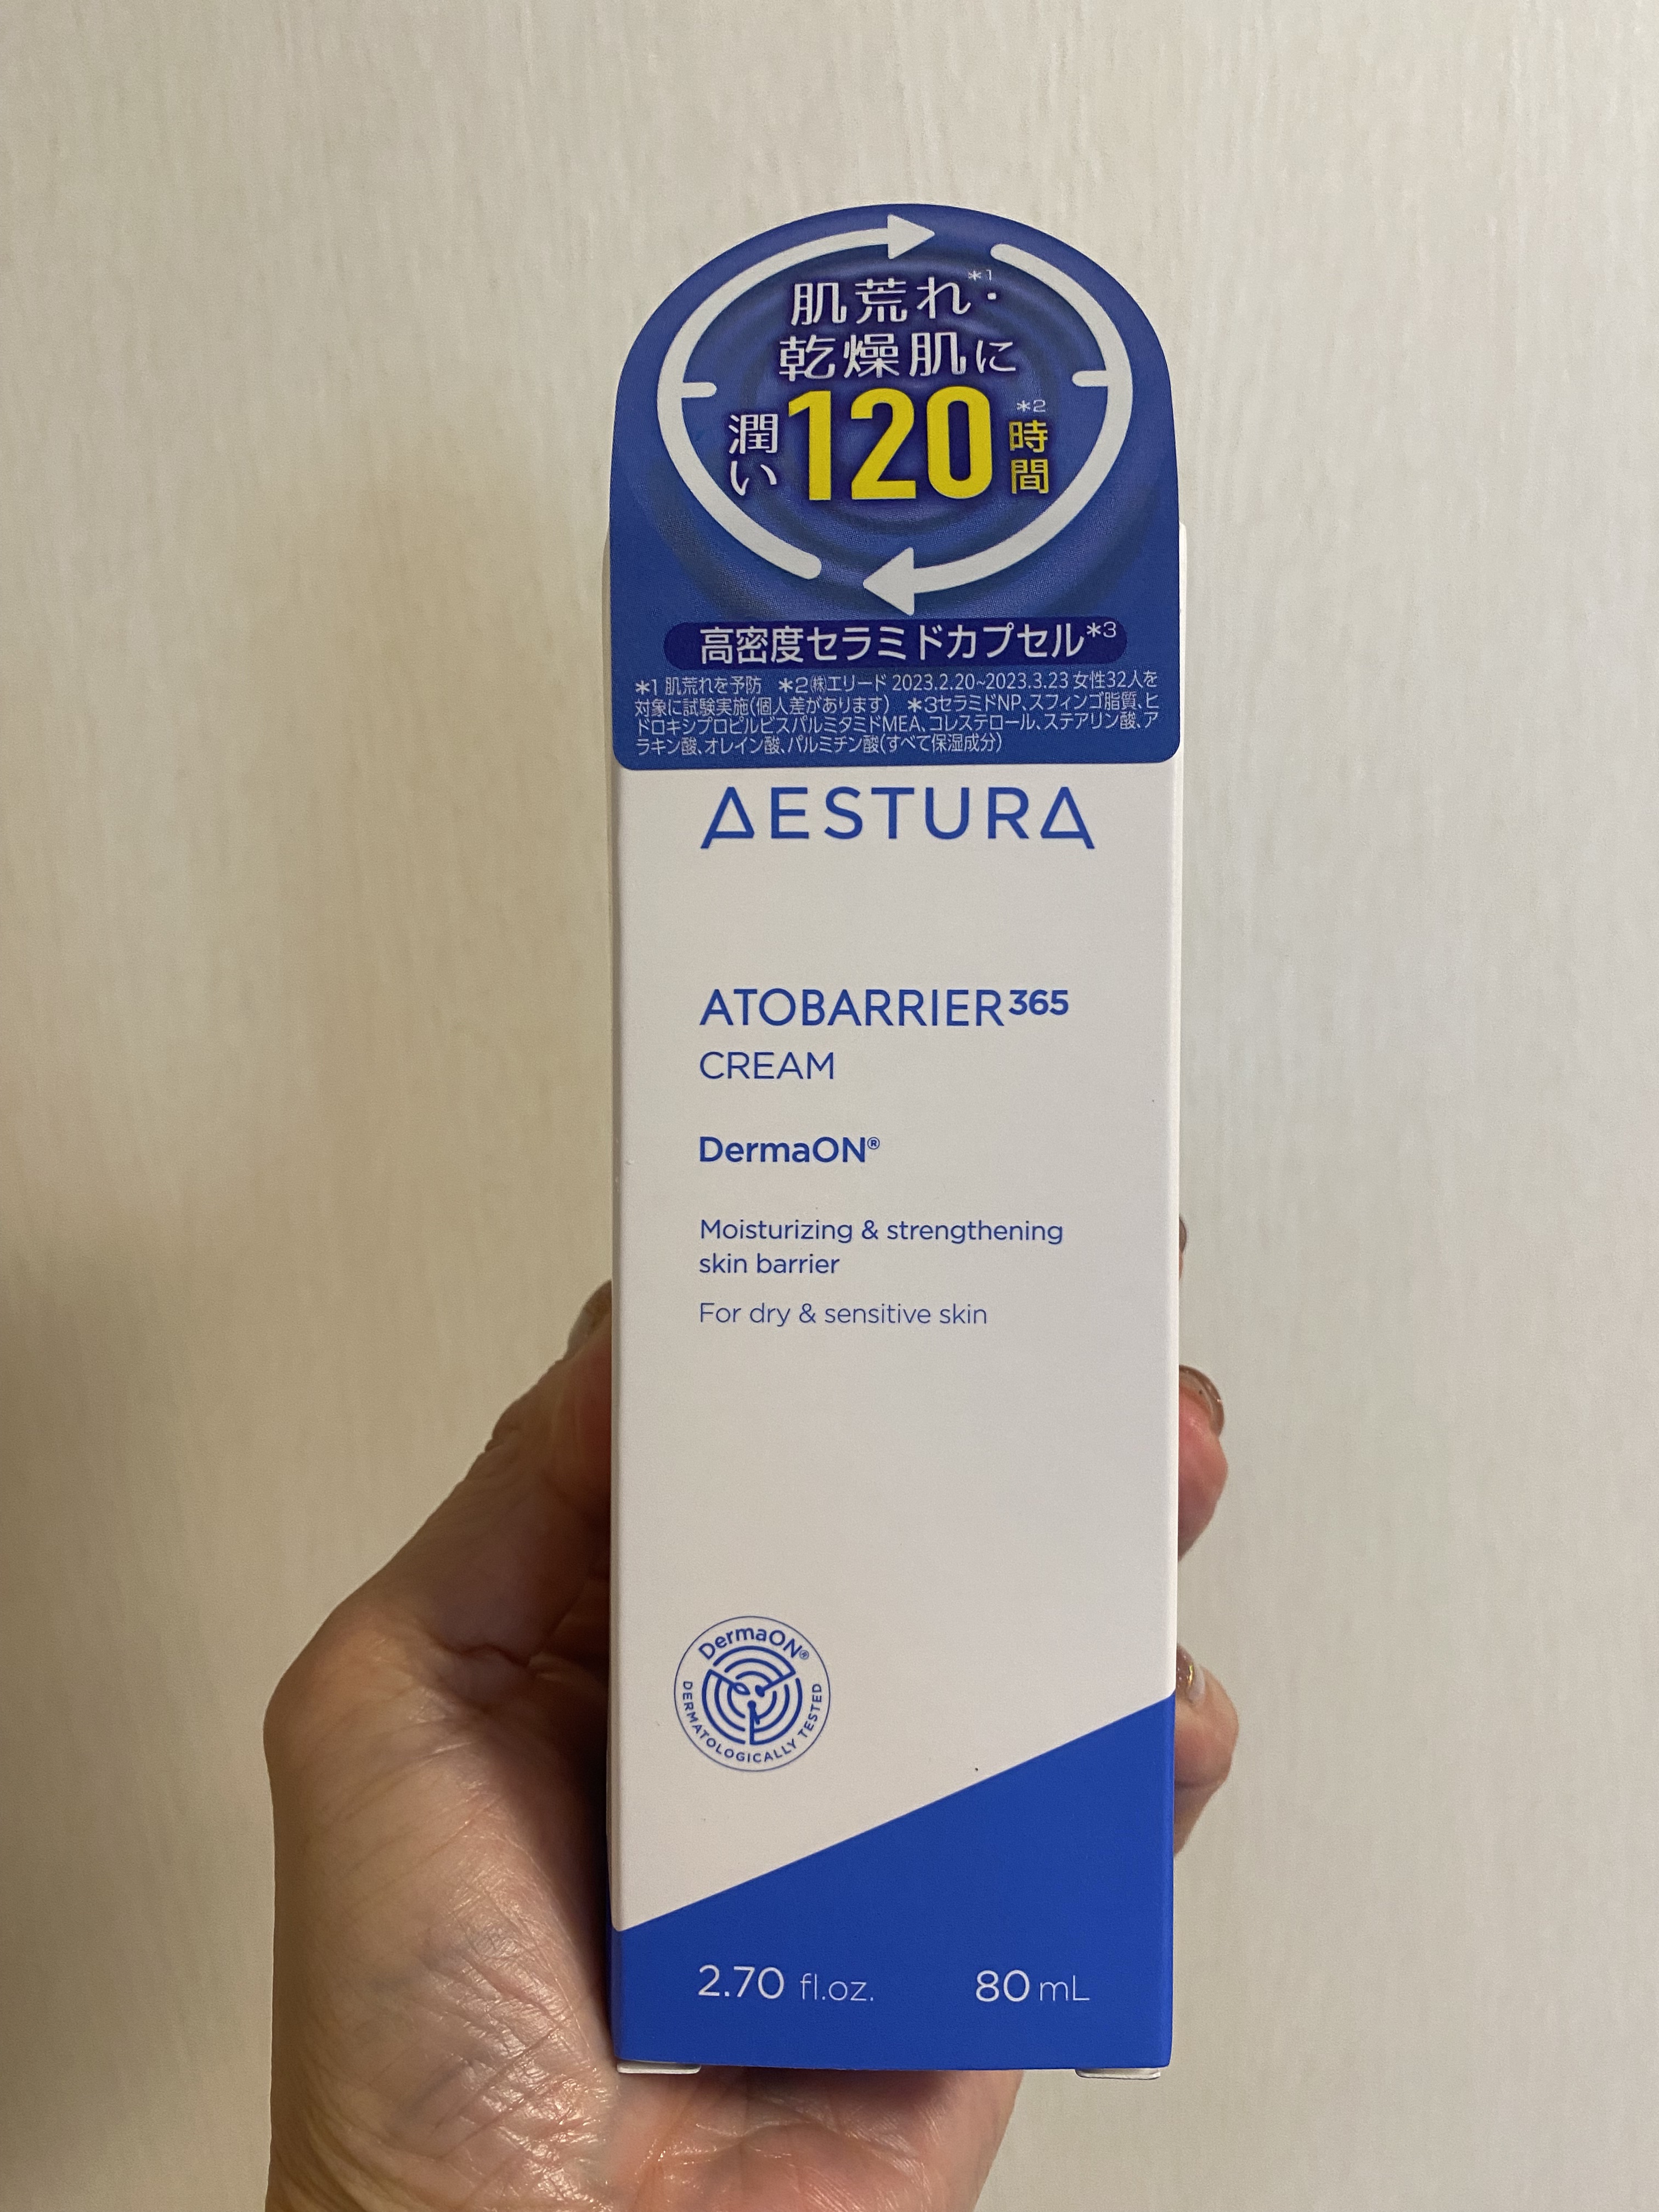 肌荒れ*1・
乾燥肌に
潤い120時間*2
高密度セラミドカプセル*3
*1 肌荒れを予防 *2㈱エリード 2023.2.20~2023.3.23 女性32人を
対象に試験実施(個人差があります) *3セラミドNP、スフィンゴ脂質、ヒ
ドロキシプロピルビスパルミタミドMEA、コレステロール、ステアリン酸、ア
ラキン酸、オレイン酸、パルミチン酸(すべて保湿成分)
AESTURA
ATOBARRIER365
CREAM
DermaON®
Moisturizing & strengthening
skin barrier
For dry & sensitive skin
DermaON®
DERMATOLOGICALLY TESTED
2.70 fl.oz. 80 mL